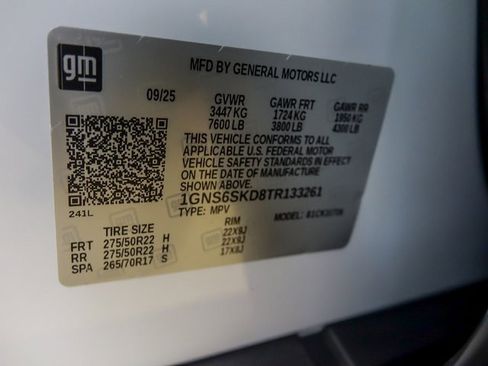 gm
MFD BY GENERAL MOTORS LLC
09/25 GVWR GAWR FRT GAWR RR
3447 KG 1724 KG 1950 KG
7600 LB 3800 LB 4300 LB
THIS VEHICLE CONFORMS TO ALL
APPLICABLE U.S. FEDERAL MOTOR
VEHICLE SAFETY STANDARDS IN EFFECT
ON THE DATE OF MANUFACTURE
SHOWN ABOVE.
1GNS6SKD8TR133261
TYPE: MPV MODEL:
241L
TIRE SIZE RIM
FRT 275/50R22 H 22X9J
RR 275/50R22 H 22X9J
SPA 265/70R17 S 17X8J